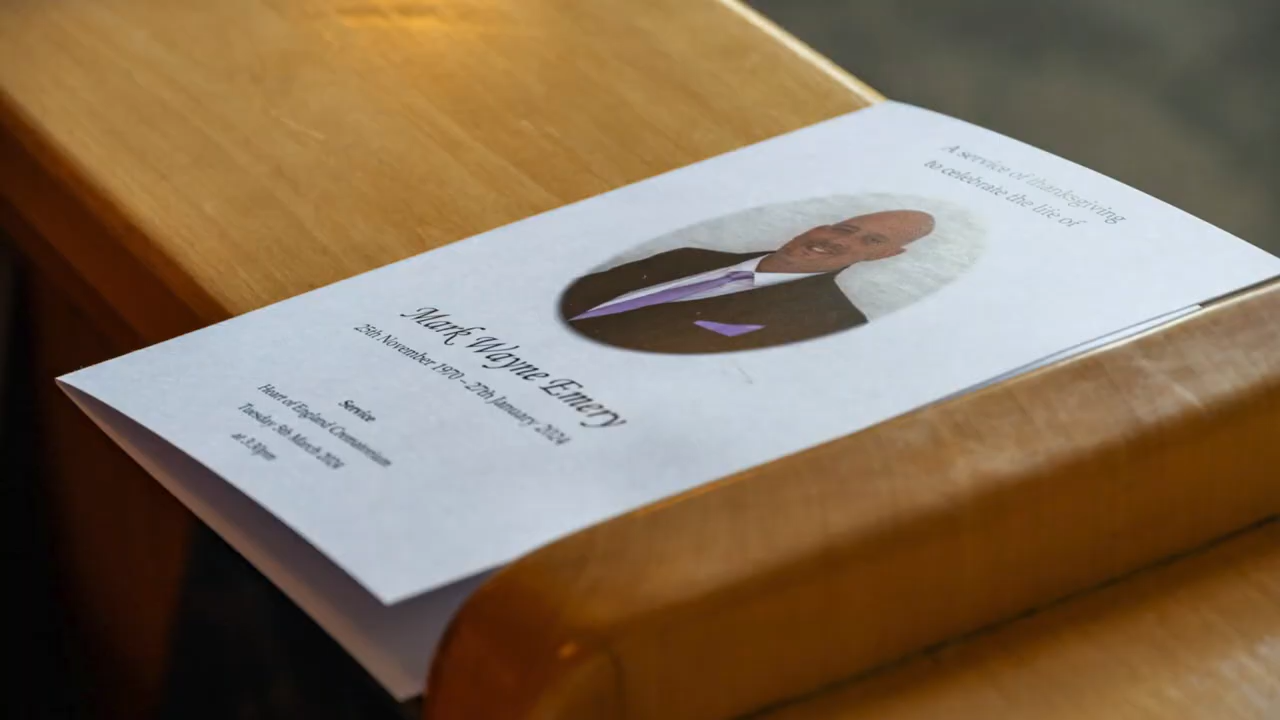 A service of thanksgiving
to celebrate the life of
Mark Wayne Emery
25th November 1970 - 27th January 2024
Service
Heart of England Crematorium
Tuesday 5th March 2024
at 3.30pm